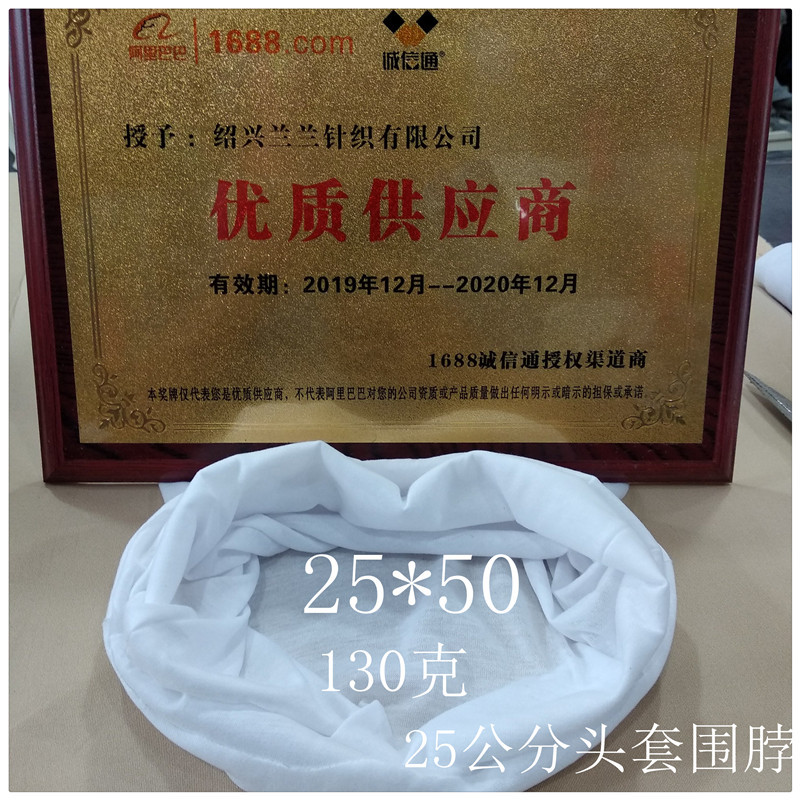 阿里巴巴 1688.com 诚信通®
授予：绍兴兰兰针织有限公司
优质供应商
有效期：2019年12月--2020年12月
1688诚信通授权渠道商
本奖牌仅代表您是优质供应商，不代表阿里巴巴对您的公司资质或产品质量做出任何明示或暗示的担保或承诺。
25*50
130克
25公分头套围脖